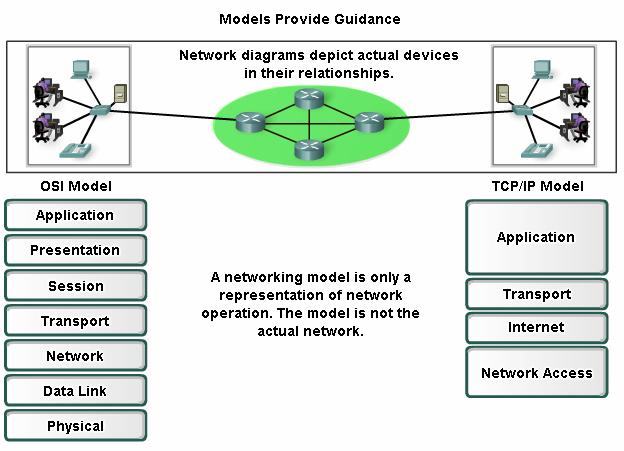 Models Provide Guidance
Network diagrams depict actual devices
in their relationships.
OSI Model
Application
Presentation
Session
Transport
Network
Data Link
Physical
A networking model is only a
representation of network
operation. The model is not the
actual network.
TCP/IP Model
Application
Transport
Internet
Network Access